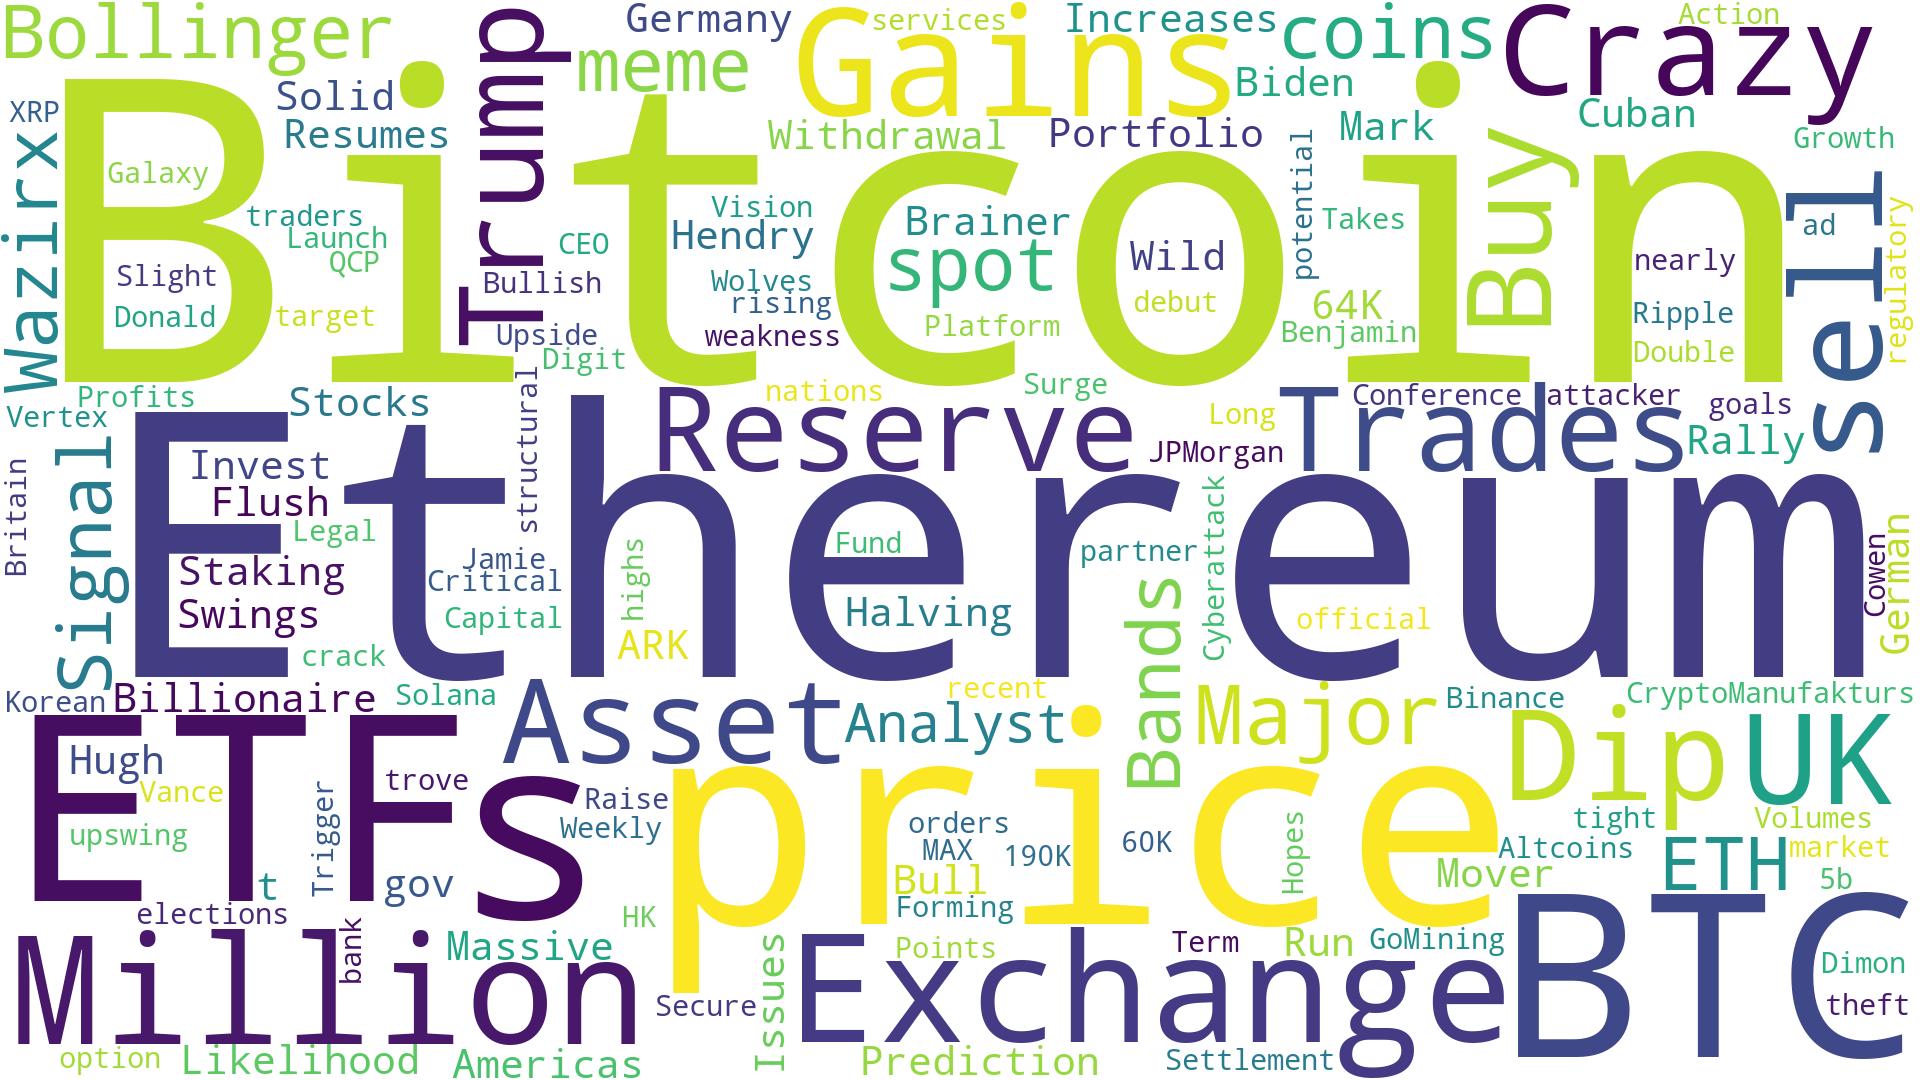 Bollinger
Germany
services
Gains
Increases
coins
Action
Crazy
meme
Trump
Solid
Biden
XRP
Resumes
Withdrawal
Portfolio
Mark
Cuban
Growth
Wazirx
Bitcoin
Galaxy
traders
Launch
QCP
Slight
Donald
target
Bullish
Upside
CEO
Vision
Hendry
Wolves
rising
weakness
Brainer
spot
Platform
Wild
debut
potential
Takes
64K
Benjamin
Buy
nearly
Ripple
Double
ad
sell
regulatory
Digit
Profits
Vertex
Stocks
structural
nations
Surge
Reserve
Long
JPMorgan
Trades
Conference
attacker
goals
Rally
Britain
Signal
Ethereum
Invest
Flush
Legal
Staking
Swings
crack
Jamie
Critical
Capital
highs
ARK
Fund
Halving
partner
Bands
Cyberattack
official
Cowen
German
Korean
Billionaire
Solana
Asset
recent
Analyst
Major
Binance
CryptoManufakturs
ETFs
Hugh
Vance
upswing
Trigger
t
trove
gov
Raise
Weekly
price
orders
MAX
190K
60K
Bull
Forming
Hopes
Dip
UK
tight
Volumes
Altcoins
market
Mover
ETH
5b
elections
bank
HK
Million
Massive
Points
Term
Run
GoMining
BTC
Dimon
theft
Secure
Issues
Exchange
option
Likelihood
Americas
Prediction
Settlement